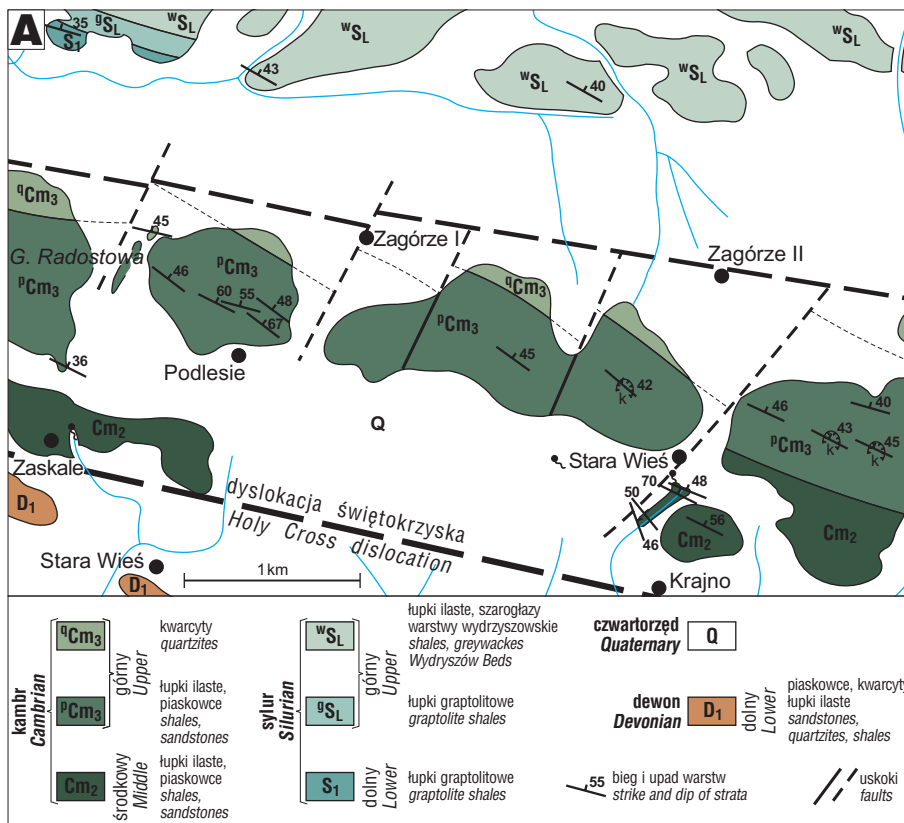 A
35
gSL
S1
wSL
wSL
43
wSL
40
wSL
qCm3
45
G. Radostowa
pCm3
46
pCm3
60
55
48
67
Zagórze I
Zagórze II
qCm3
pCm3
45
42
k
36
Podlesie
Cm2
Zaskale
Q
46
40
43
k
45
k
pCm3
Stara Wieś
70
48
50
46
56
Cm2
Cm2
D1
dyslokacja świętokrzyska
Holy Cross dislocation
Stara Wieś
D1
1 km
Krajno
kambr
Cambrian
qCm3
kwarcyty
quartzites
górny
Upper
pCm3
łupki ilaste,
piaskowce
shales,
sandstones
Cm2
środkowy
Middle
łupki ilaste,
piaskowce
shales,
sandstones
sylur
Silurian
wSL
łupki ilaste, szarogłazy
warstwy wydrzyszowskie
shales, greywackes
Wydryszów Beds
górny
Upper
gSL
łupki graptolitowe
graptolite shales
S1
dolny
Lower
łupki graptolitowe
graptolite shales
czwartorzęd
Quaternary
Q
dewon
Devonian
D1
dolny
Lower
piaskowce, kwarcyty
łupki ilaste
sandstones,
quartzites, shales
55
bieg i upad warstw
strike and dip of strata
uskoki
faults